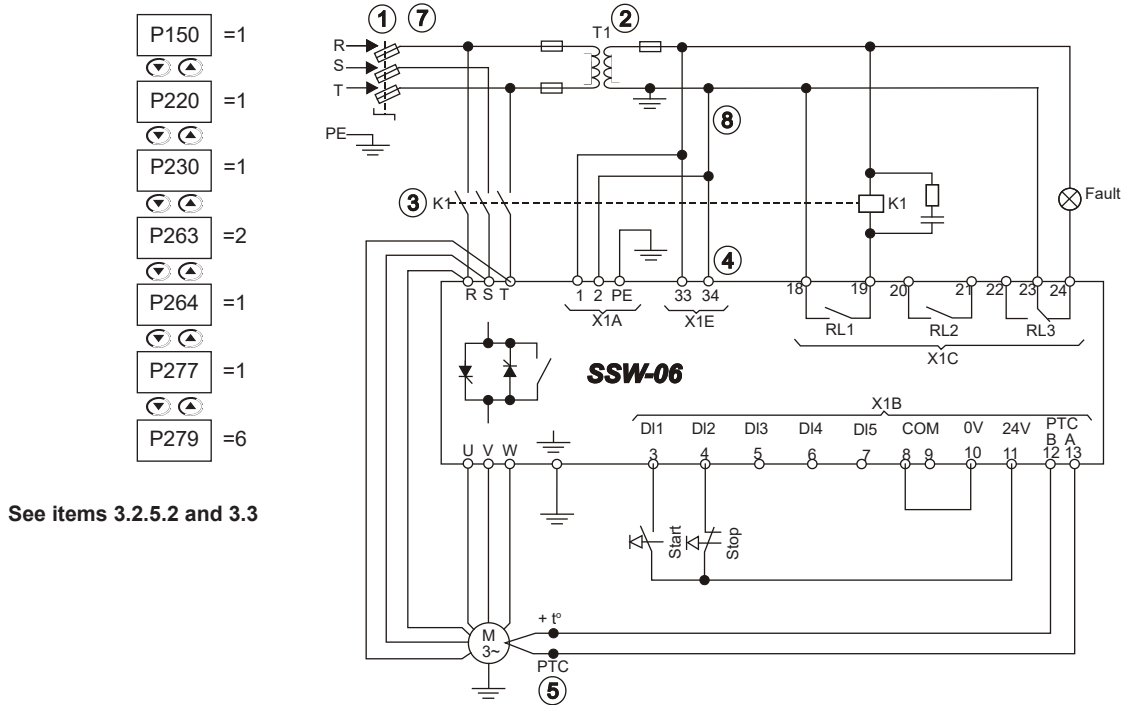 P150 =1
P220 =1
P230 =1
P263 =2
P264 =1
P277 =1
P279 =6
See items 3.2.5.2 and 3.3
1 7 T1 2
R
S
T
PE
8
3 K1
K1
Fault
4
R S T
1 2 PE 33 34 18 19 20 21 22 23 24
X1A X1E RL1 RL2 RL3
X1C
SSW-06
X1B
DI1 DI2 DI3 DI4 DI5 COM 0V 24V PTC
B A
U V W 3 4 5 6 7 8 9 10 11 12 13
Start
Stop
+ tº
M
3~
PTC
5